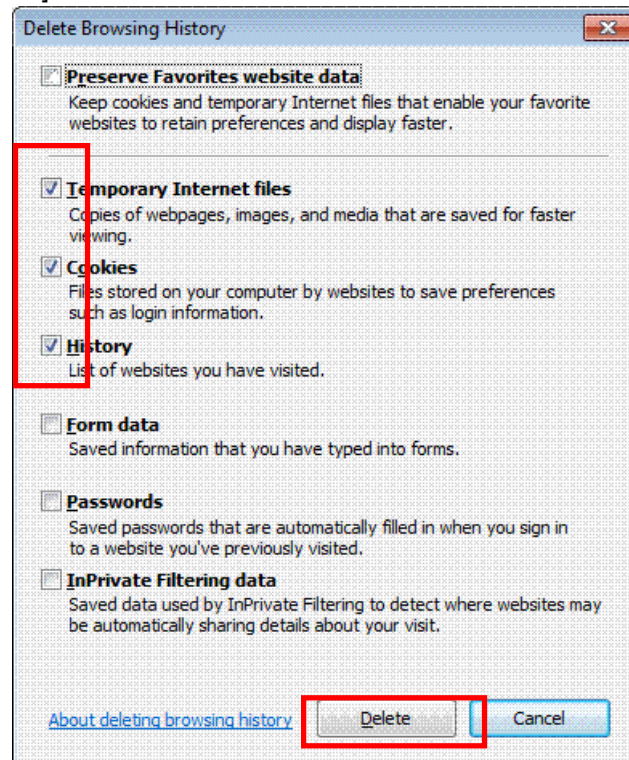 Delete Browsing History
Preserve Favorites website data
Keep cookies and temporary Internet files that enable your favorite
websites to retain preferences and display faster.
Temporary Internet files
Copies of webpages, images, and media that are saved for faster
viewing.
Cookies
Files stored on your computer by websites to save preferences
such as login information.
History
List of websites you have visited.
Form data
Saved information that you have typed into forms.
Passwords
Saved passwords that are automatically filled in when you sign in
to a website you've previously visited.
InPrivate Filtering data
Saved data used by InPrivate Filtering to detect where websites may
be automatically sharing details about your visit.
About deleting browsing history Delete Cancel